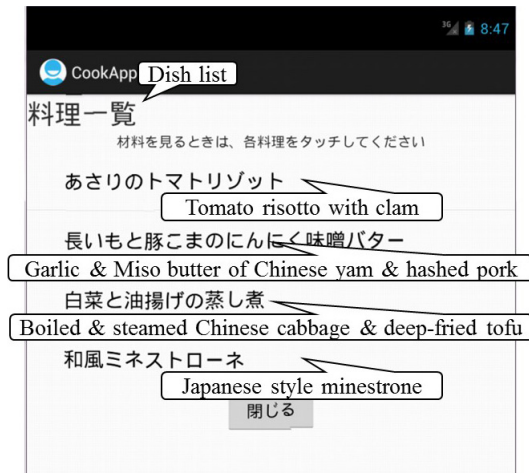 3G 8:47
CookApp
Dish list
料理一覧
材料を見るときは、各料理をタッチしてください
あさりのトマトリゾット
Tomato risotto with clam
長いもと豚こまのにんにく味噌バター
Garlic & Miso butter of Chinese yam & hashed pork
白菜と油揚げの蒸し煮
Boiled & steamed Chinese cabbage & deep-fried tofu
和風ミネストローネ
Japanese style minestrone
閉じる